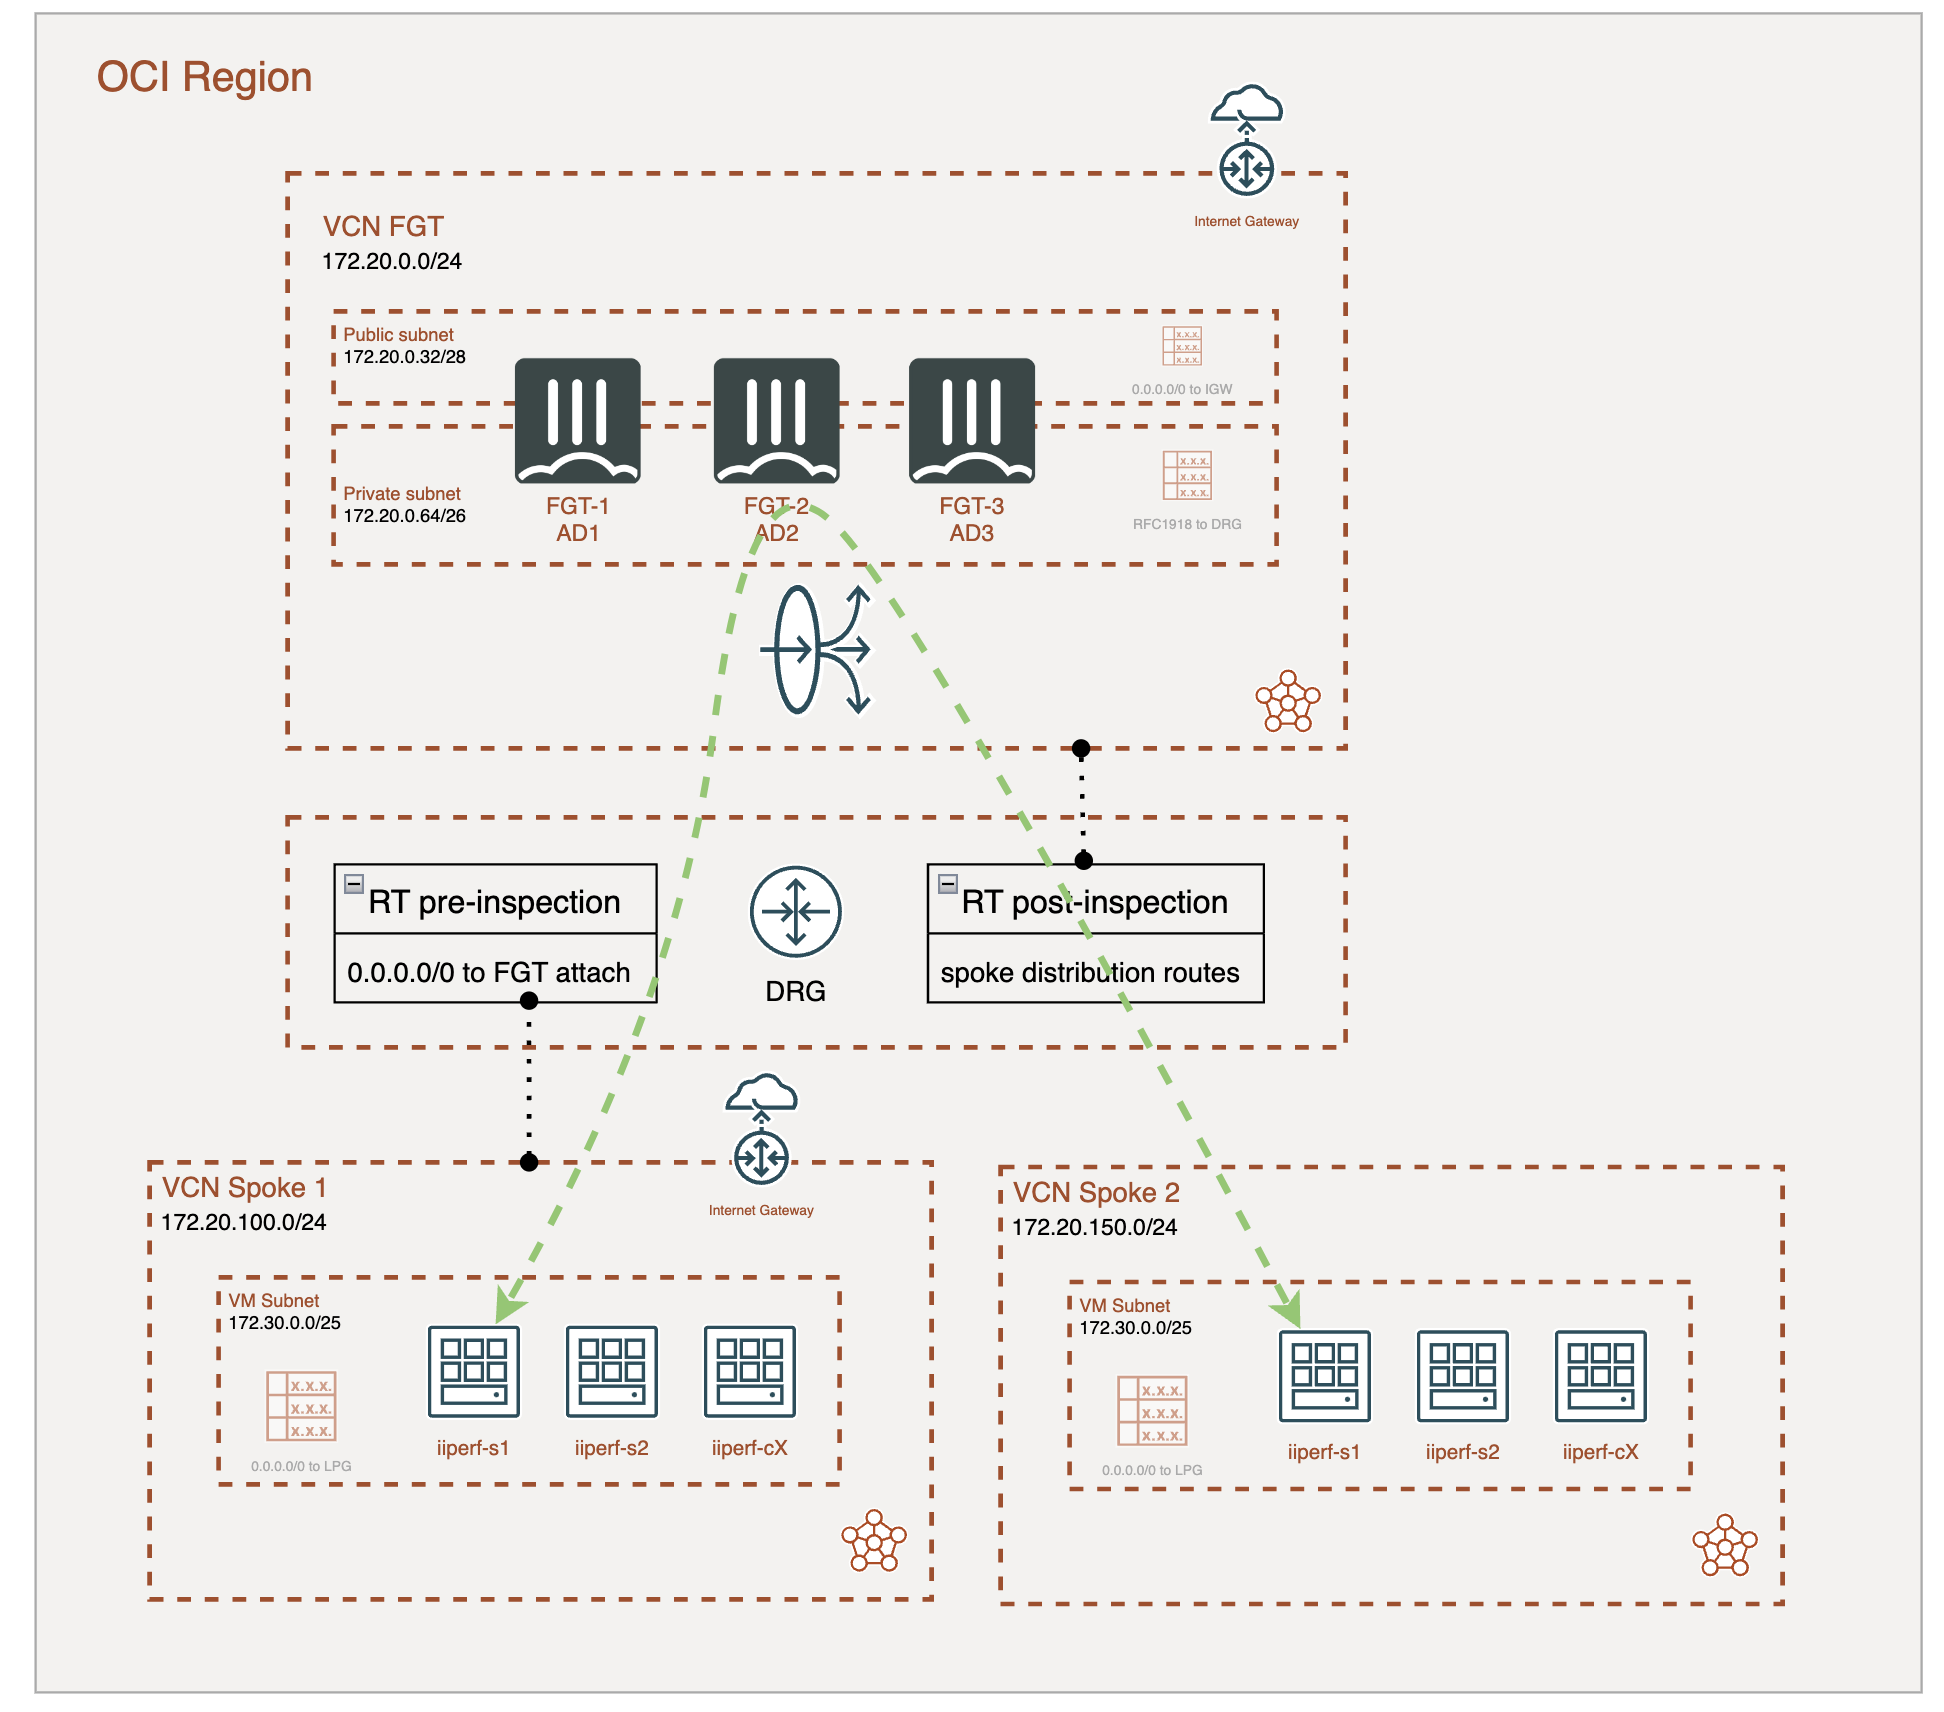 OCI Region
Internet Gateway
VCN FGT
172.20.0.0/24
Public subnet
172.20.0.32/28
x.x.x.
x.x.x.
x.x.x.
0.0.0.0/0 to IGW
Private subnet
172.20.0.64/26
FGT-1
AD1
FGT-2
AD2
FGT-3
AD3
x.x.x.
x.x.x.
x.x.x.
RFC1918 to DRG
RT pre-inspection
0.0.0.0/0 to FGT attach
DRG
RT post-inspection
spoke distribution routes
Internet Gateway
VCN Spoke 1
172.20.100.0/24
VM Subnet
172.30.0.0/25
x.x.x.
x.x.x.
x.x.x.
0.0.0.0/0 to LPG
iiperf-s1
iiperf-s2
iiperf-cX
VCN Spoke 2
172.20.150.0/24
VM Subnet
172.30.0.0/25
x.x.x.
x.x.x.
x.x.x.
0.0.0.0/0 to LPG
iiperf-s1
iiperf-s2
iiperf-cX